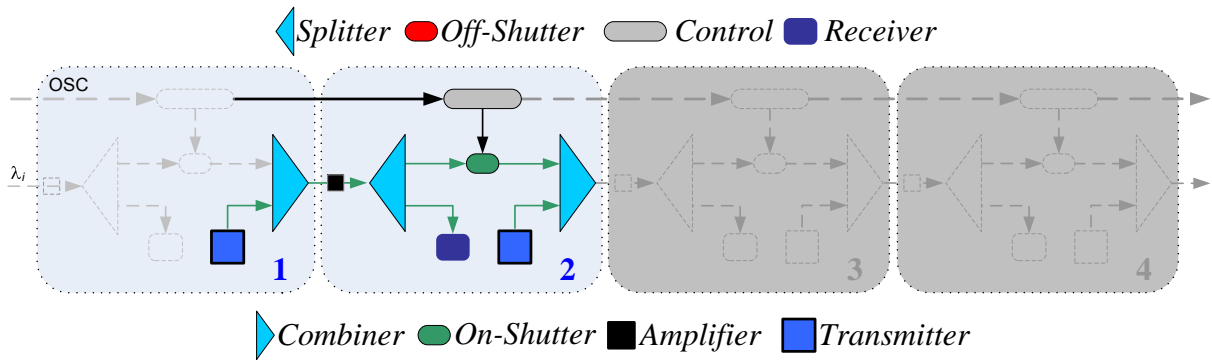 Splitter Off-Shutter Control Receiver
OSC
λi
1 2 3 4
Combiner On-Shutter Amplifier Transmitter